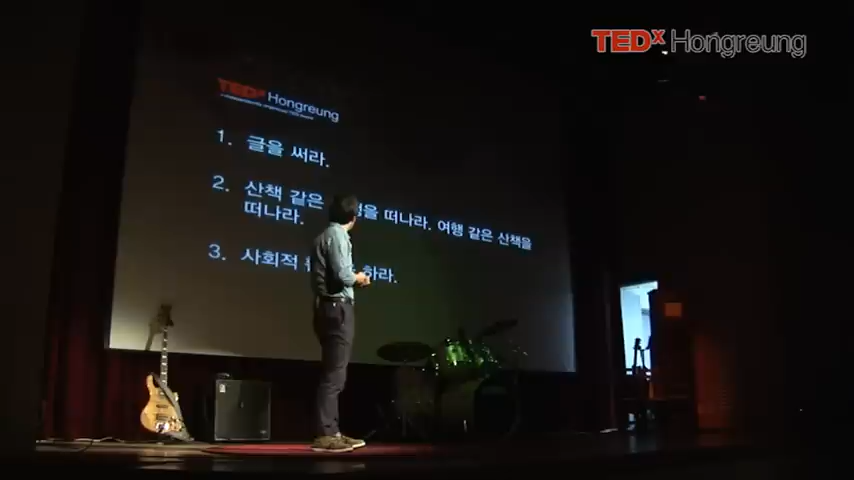 TEDx Hongreung
TEDx Hongreung
1. 글을 써라.
2. 산책 같은 을 떠나라. 여행 같은 산책을
떠나라.
3. 사회적 하라.